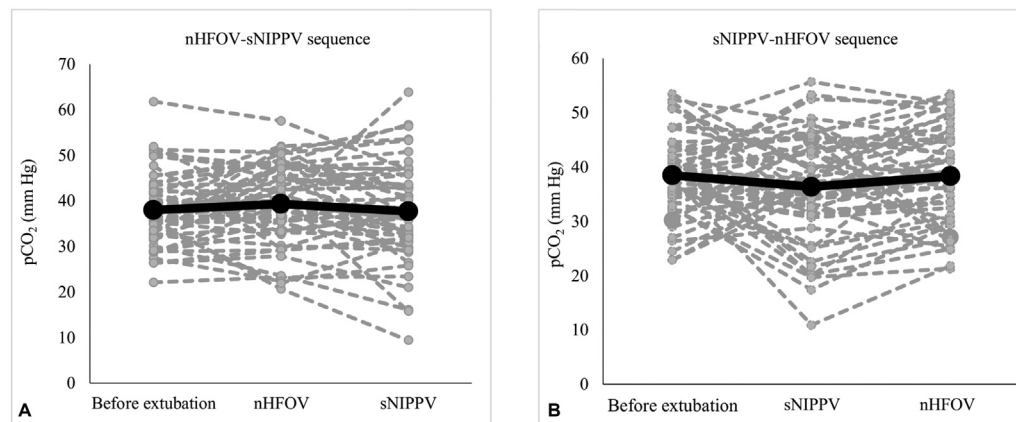 nHFOV-sNIPPV sequence
70
60
50
40
30
20
10
0
pCO₂ (mm Hg)
Before extubation nHFOV sNIPPV
A
sNIPPV-nHFOV sequence
60
50
40
30
20
10
0
pCO₂ (mm Hg)
Before extubation sNIPPV nHFOV
B